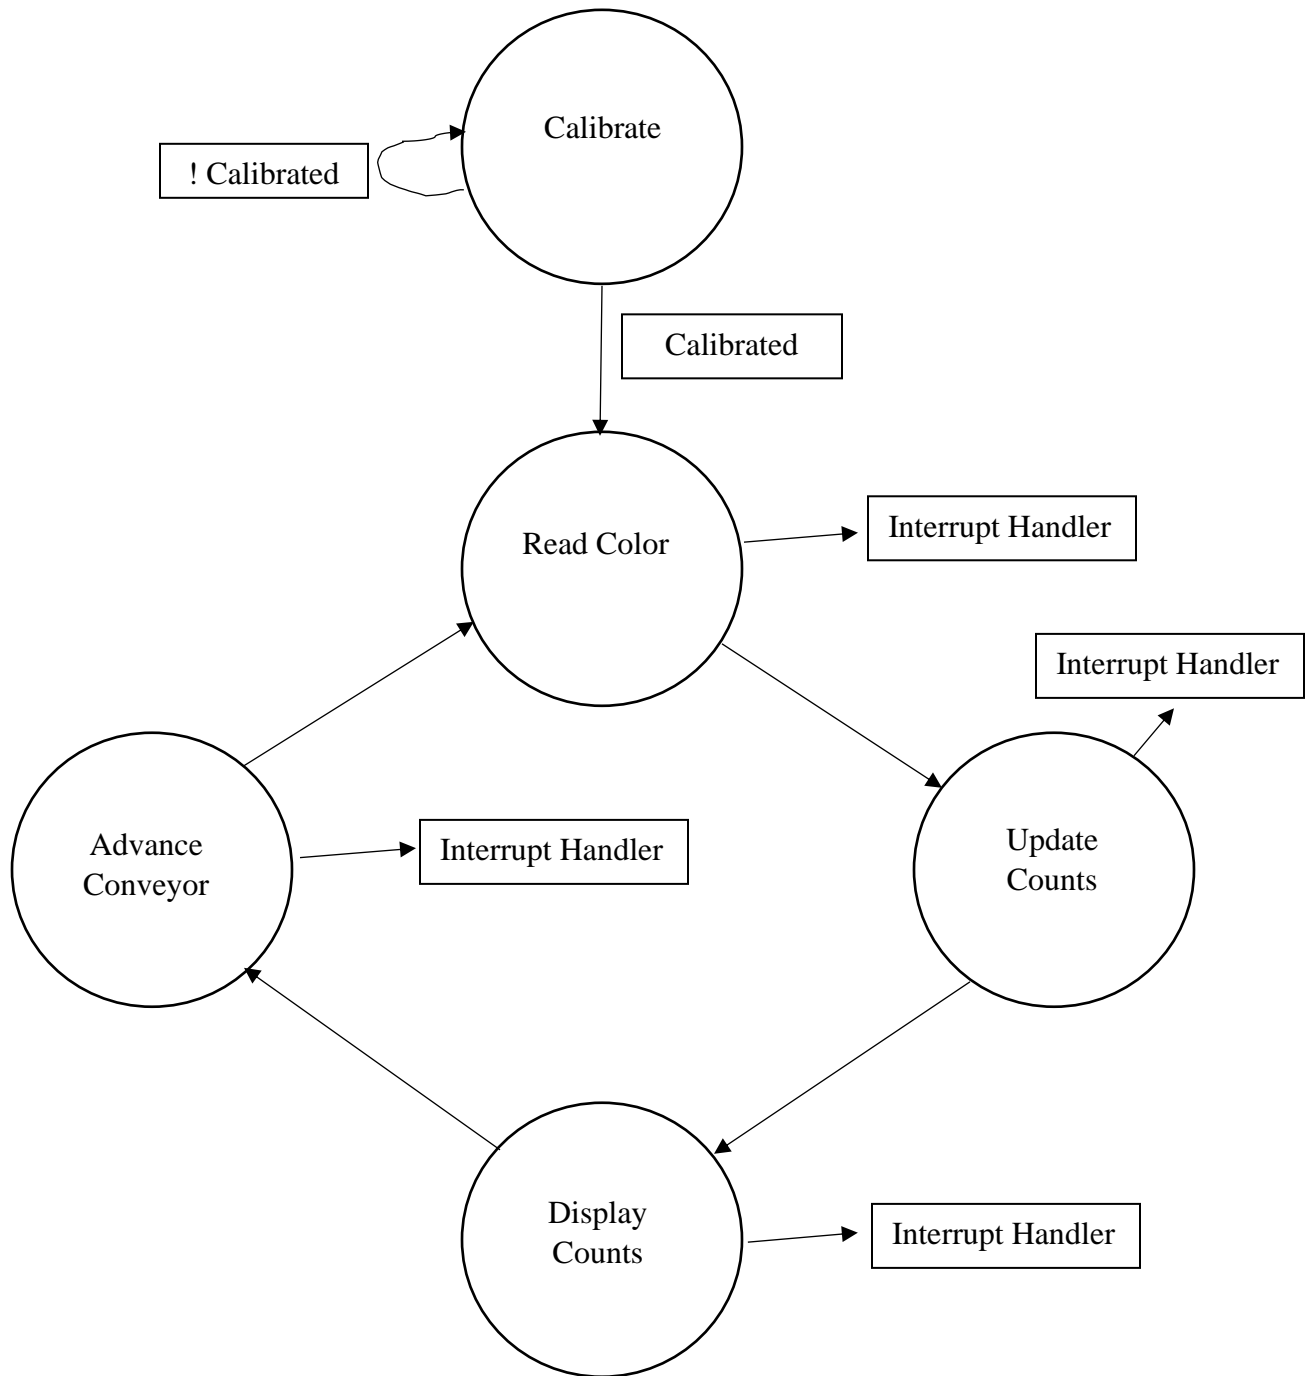 Calibrate
! Calibrated
Calibrated
Read Color
Interrupt Handler
Interrupt Handler
Advance
Conveyor
Interrupt Handler
Update
Counts
Display
Counts
Interrupt Handler